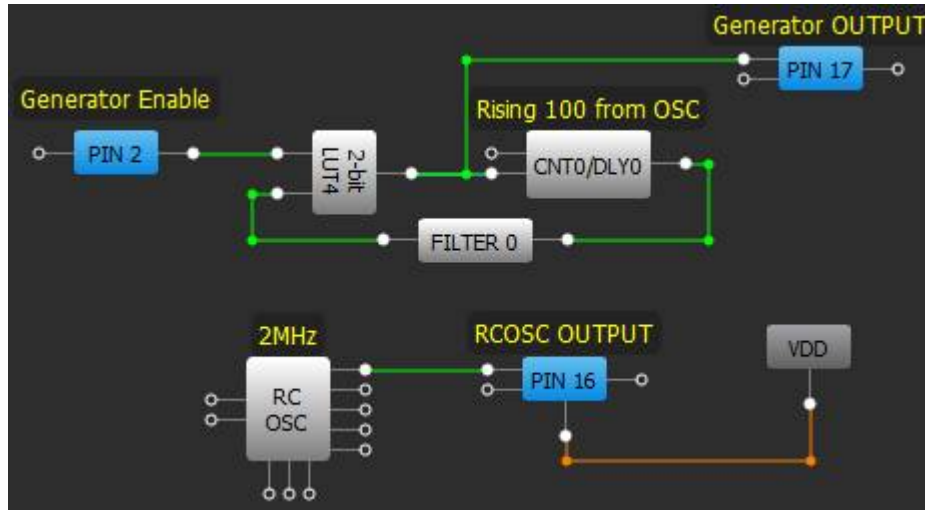 Generator OUTPUT
PIN 17
Generator Enable
PIN 2
2-bit
LUT4
Rising 100 from OSC
CNT0/DLY0
FILTER 0
2MHz
RC
OSC
RCOSC OUTPUT
PIN 16
VDD